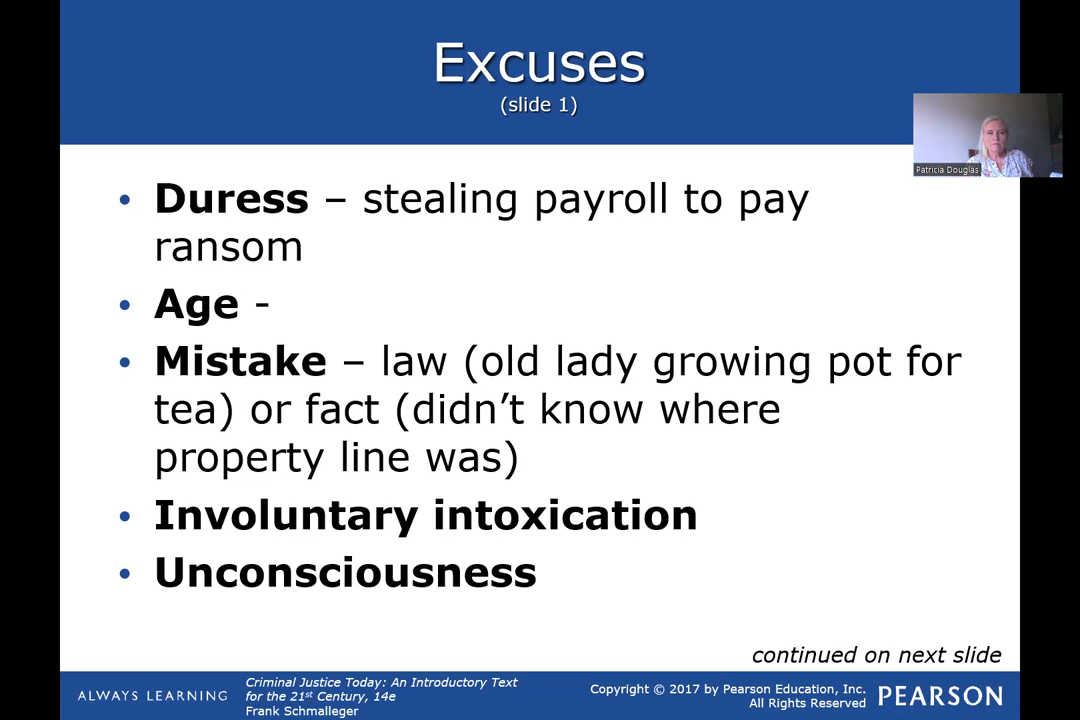 Excuses
(slide 1)
Patricia Douglas
• Duress – stealing payroll to pay
ransom
• Age -
• Mistake – law (old lady growing pot for
tea) or fact (didn’t know where
property line was)
• Involuntary intoxication
• Unconsciousness
continued on next slide
ALWAYS LEARNING
Criminal Justice Today: An Introductory Text
for the 21st Century, 14e
Frank Schmalleger
Copyright © 2017 by Pearson Education, Inc.
All Rights Reserved
PEARSON